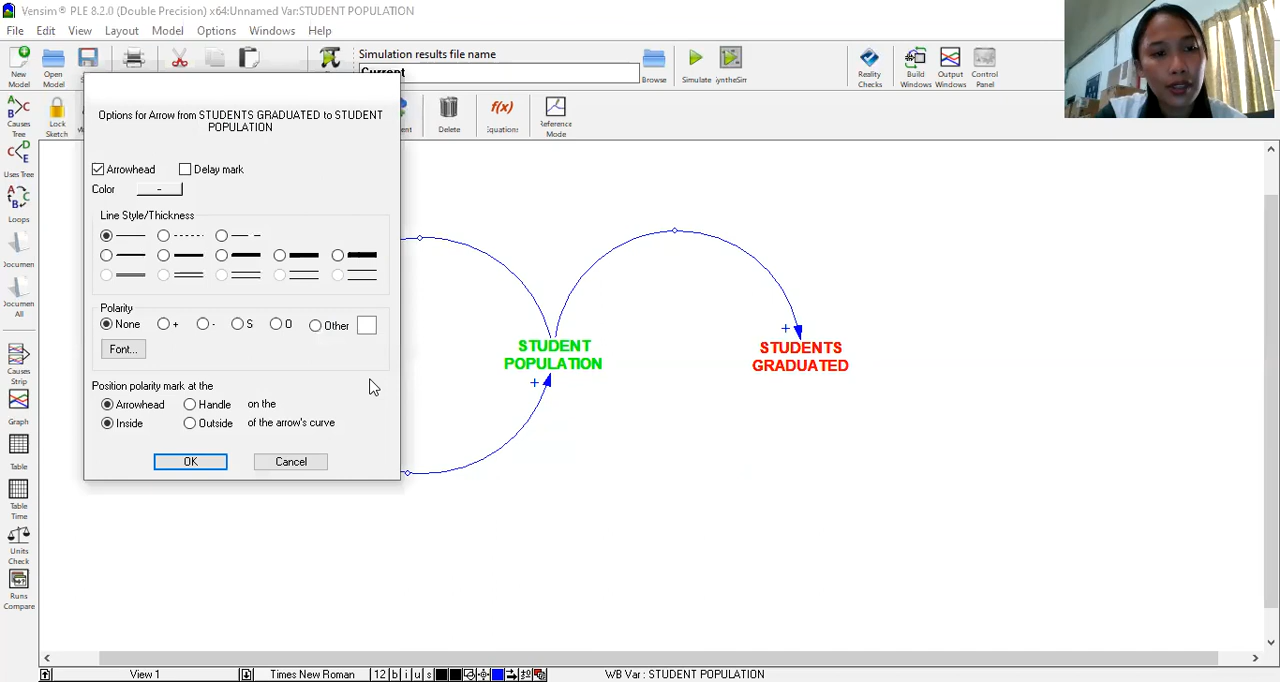 Vensim® PLE 8.2.0 (Double Precision) x64:Unnamed Var:STUDENT POPULATION
File Edit View Layout Model Options Windows Help
Simulation results file name
Current
New Model
Open Model
Browse
Simulate
SyntheSim
Reality Checks
Build Windows
Output Windows
Control Panel
Causes Tree
Lock Sketch
Delete
Equations
Reference Mode
Uses Tree
Loops
Documen
Documen All
Causes Strip
Graph
Table
Table Time
Units Check
Runs Compare
Options for Arrow from STUDENTS GRADUATED to STUDENT
POPULATION
Arrowhead Delay mark
Color -
Line Style/Thickness
Polarity
None + - S O Other
Font...
Position polarity mark at the
Arrowhead Handle on the
Inside Outside of the arrow's curve
OK Cancel
STUDENT
POPULATION
+
STUDENTS
GRADUATED
+
View 1 Times New Roman 12 b i u s WB Var : STUDENT POPULATION